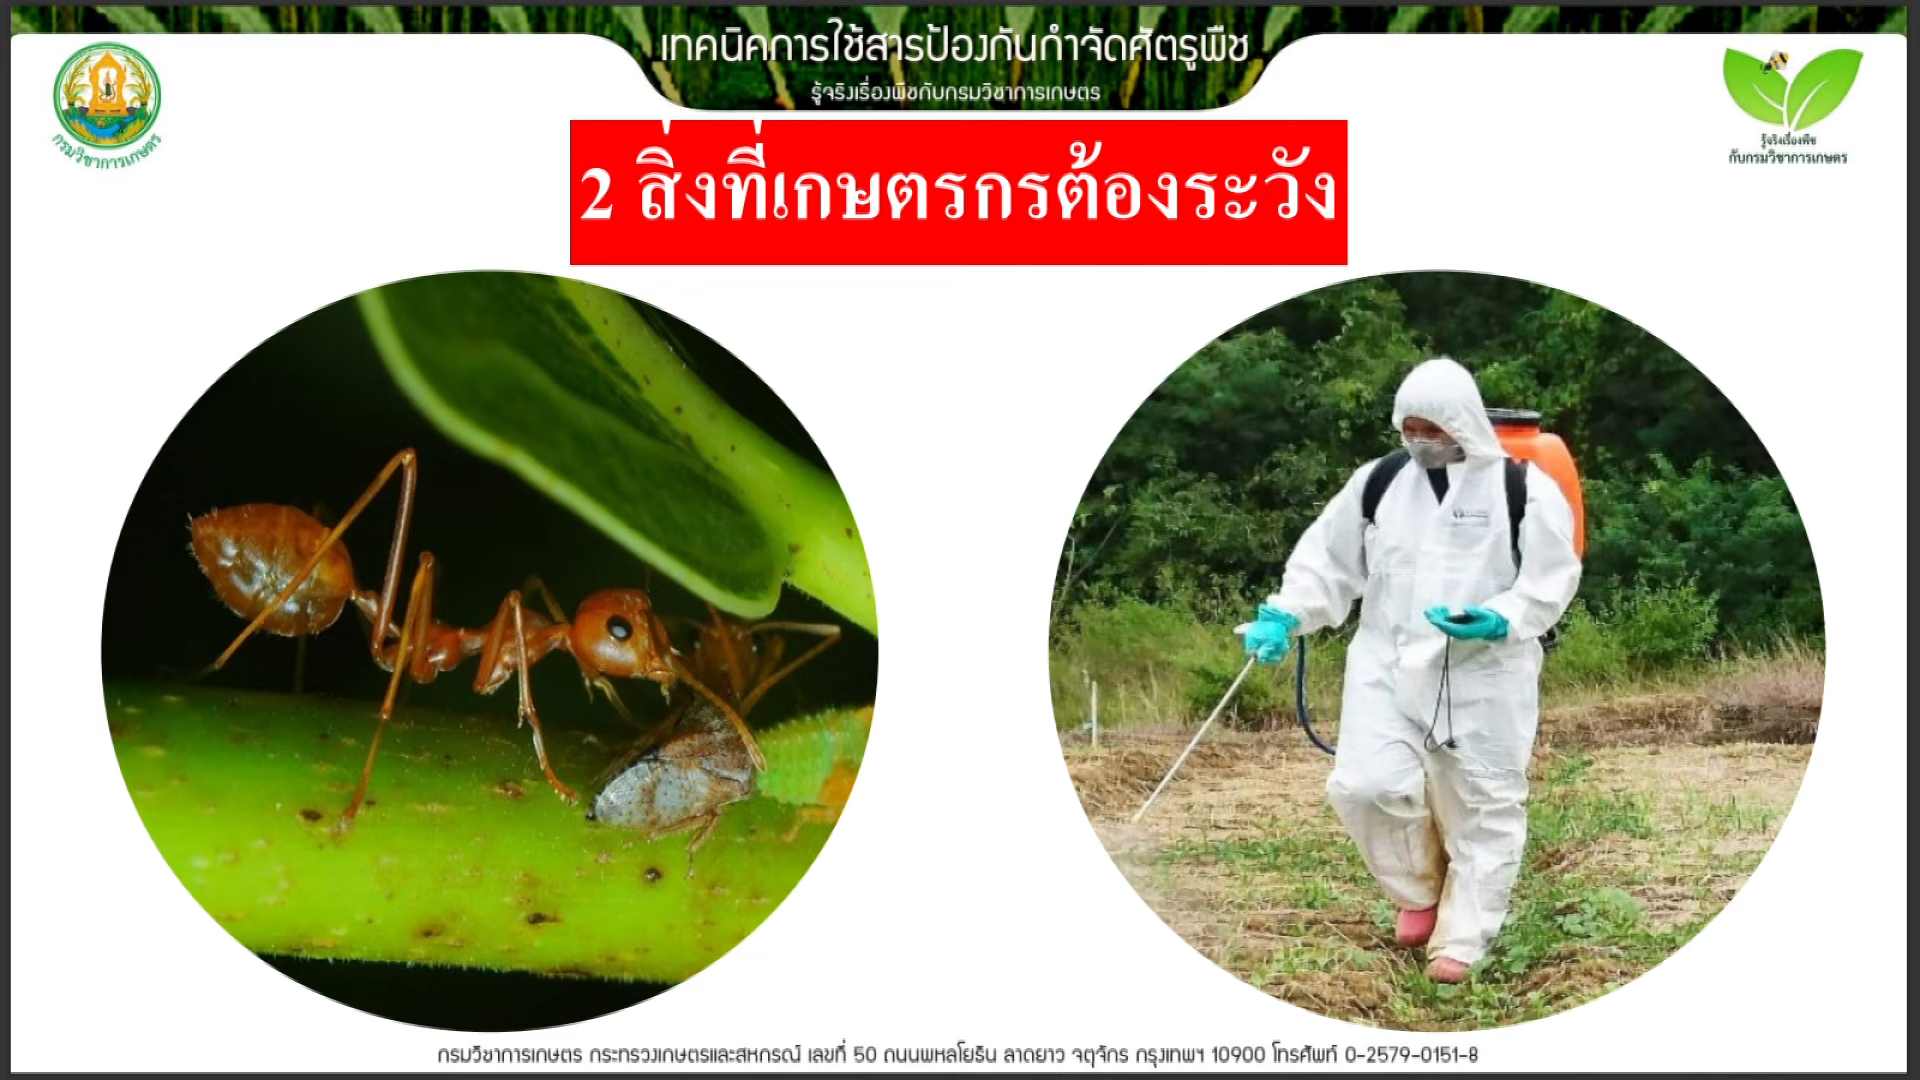 เทคนิคการใช้สารป้องกันกำจัดศัตรูพืช
รู้จริงเรื่องพืชกับกรมวิชาการเกษตร
กรมวิชาการเกษตร
รู้จริงเรื่องพืช
กับกรมวิชาการเกษตร
2 สิ่งที่เกษตรกรต้องระวัง
กรมวิชาการเกษตร กระทรวงเกษตรและสหกรณ์ เลขที่ 50 ถนนพหลโยธิน ลาดยาว จตุจักร กรุงเทพฯ 10900 โทรศัพท์ 0-2579-0151-8